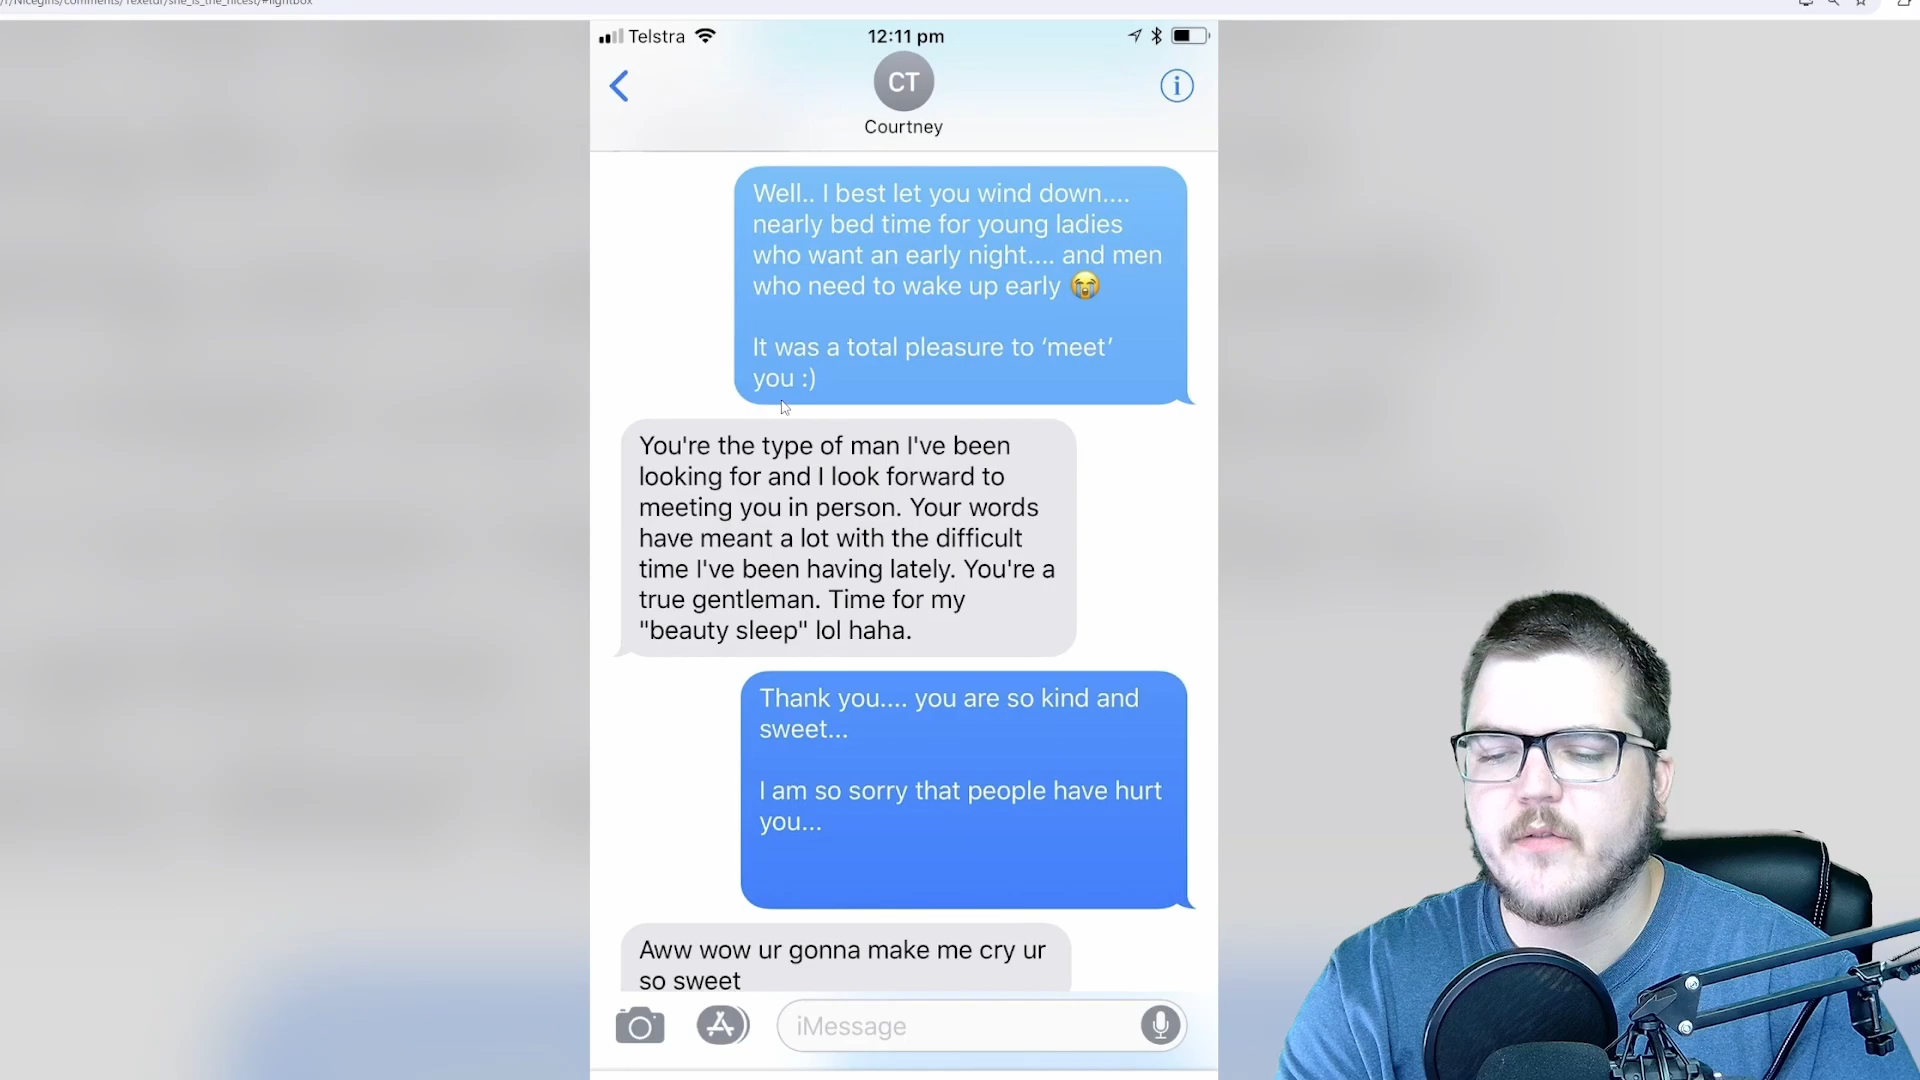 /r/Nicegirls/comments/7exetdr/she_is_the_nicest/#lightbox
Telstra
12:11 pm
CT
Courtney
Well.. I best let you wind down....
nearly bed time for young ladies
who want an early night.... and men
who need to wake up early 😭
It was a total pleasure to ‘meet’
you :)
You're the type of man I've been
looking for and I look forward to
meeting you in person. Your words
have meant a lot with the difficult
time I've been having lately. You're a
true gentleman. Time for my
"beauty sleep" lol haha.
Thank you.... you are so kind and
sweet...
I am so sorry that people have hurt
you...
Aww wow ur gonna make me cry ur
so sweet
iMessage